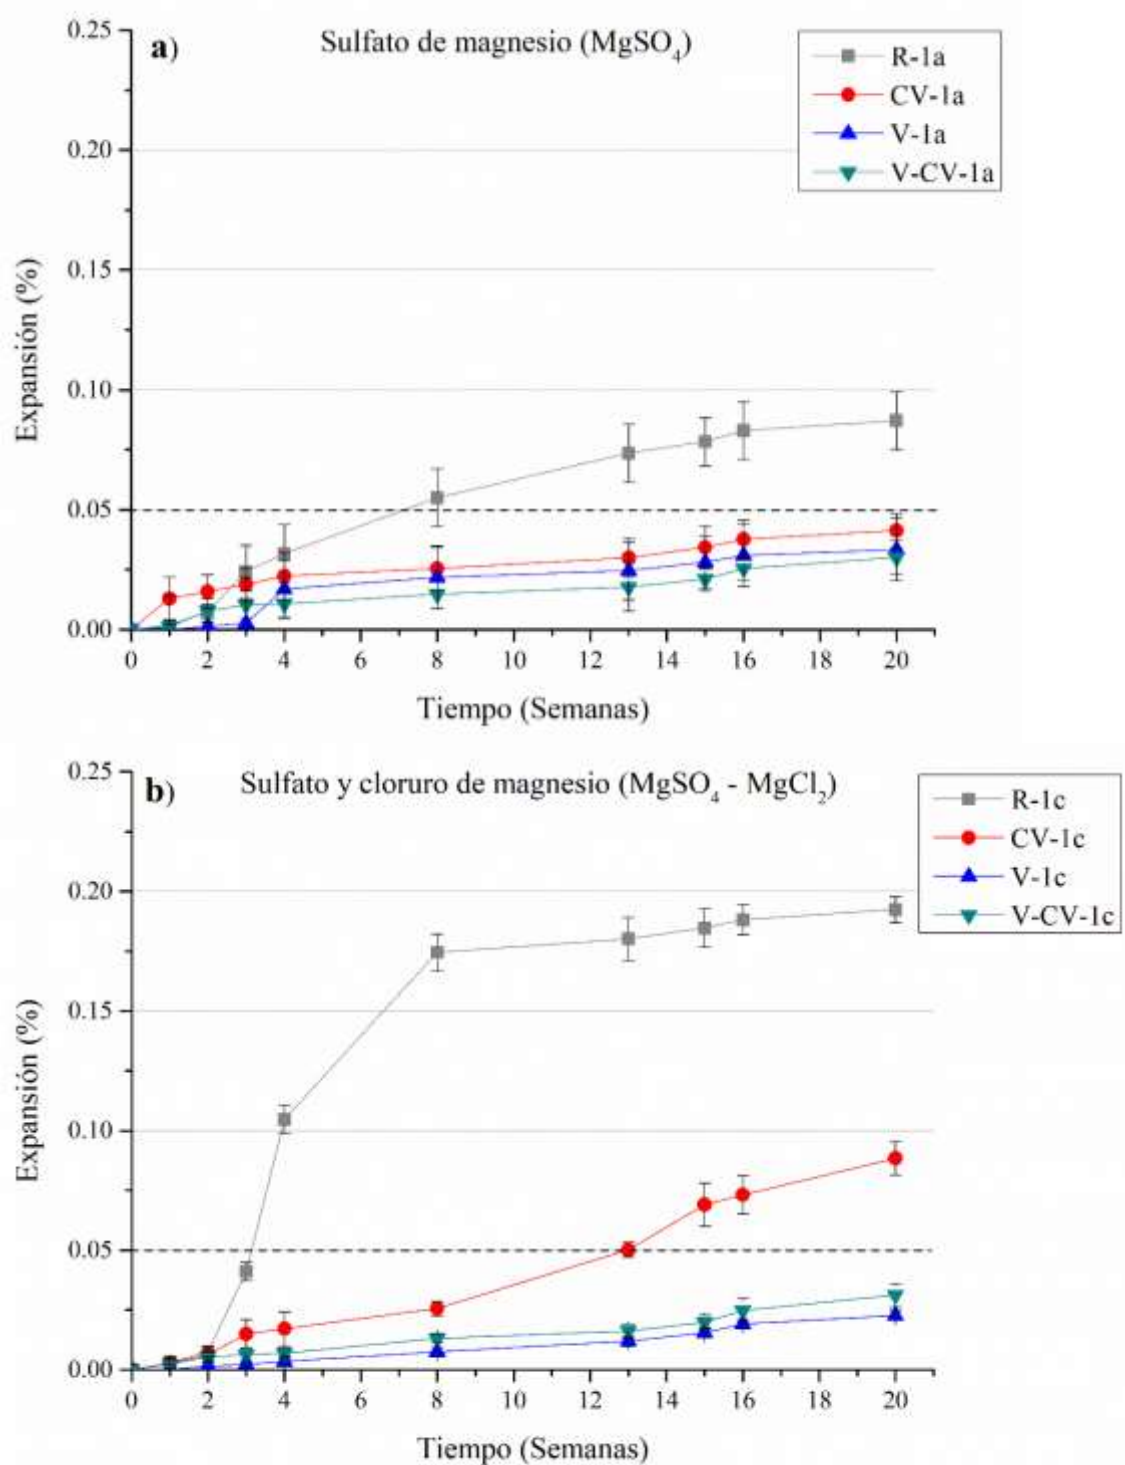 a) Sulfato de magnesio (MgSO4)
R-1a
CV-1a
V-1a
V-CV-1a
Expansión (%)
0.25
0.20
0.15
0.10
0.05
0.00
0 2 4 6 8 10 12 14 16 18 20
Tiempo (Semanas)
b) Sulfato y cloruro de magnesio (MgSO4 - MgCl2)
R-1c
CV-1c
V-1c
V-CV-1c
Expansión (%)
0.25
0.20
0.15
0.10
0.05
0.00
0 2 4 6 8 10 12 14 16 18 20
Tiempo (Semanas)